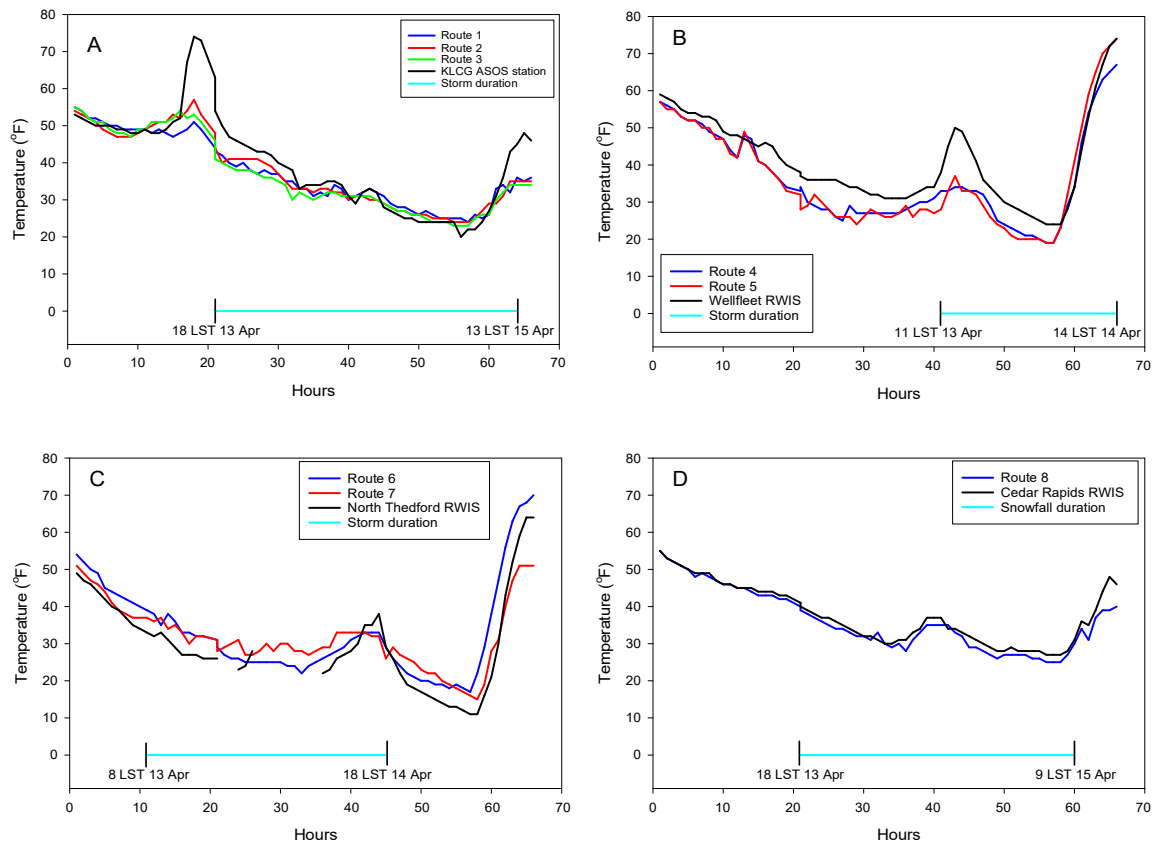 A
Route 1
Route 2
Route 3
KLCG ASOS station
Storm duration
Temperature (°F)
80
70
60
50
40
30
20
10
0
18 LST 13 Apr
13 LST 15 Apr
0 10 20 30 40 50 60 70
Hours
B
Route 4
Route 5
Wellfleet RWIS
Storm duration
Temperature (°F)
80
70
60
50
40
30
20
10
0
11 LST 13 Apr
14 LST 14 Apr
0 10 20 30 40 50 60 70
Hours
C
Route 6
Route 7
North Thedford RWIS
Storm duration
Temperature (°F)
80
70
60
50
40
30
20
10
0
8 LST 13 Apr
18 LST 14 Apr
0 10 20 30 40 50 60 70
Hours
D
Route 8
Cedar Rapids RWIS
Snowfall duration
Temperature (°F)
80
70
60
50
40
30
20
10
0
18 LST 13 Apr
9 LST 15 Apr
0 10 20 30 40 50 60 70
Hours